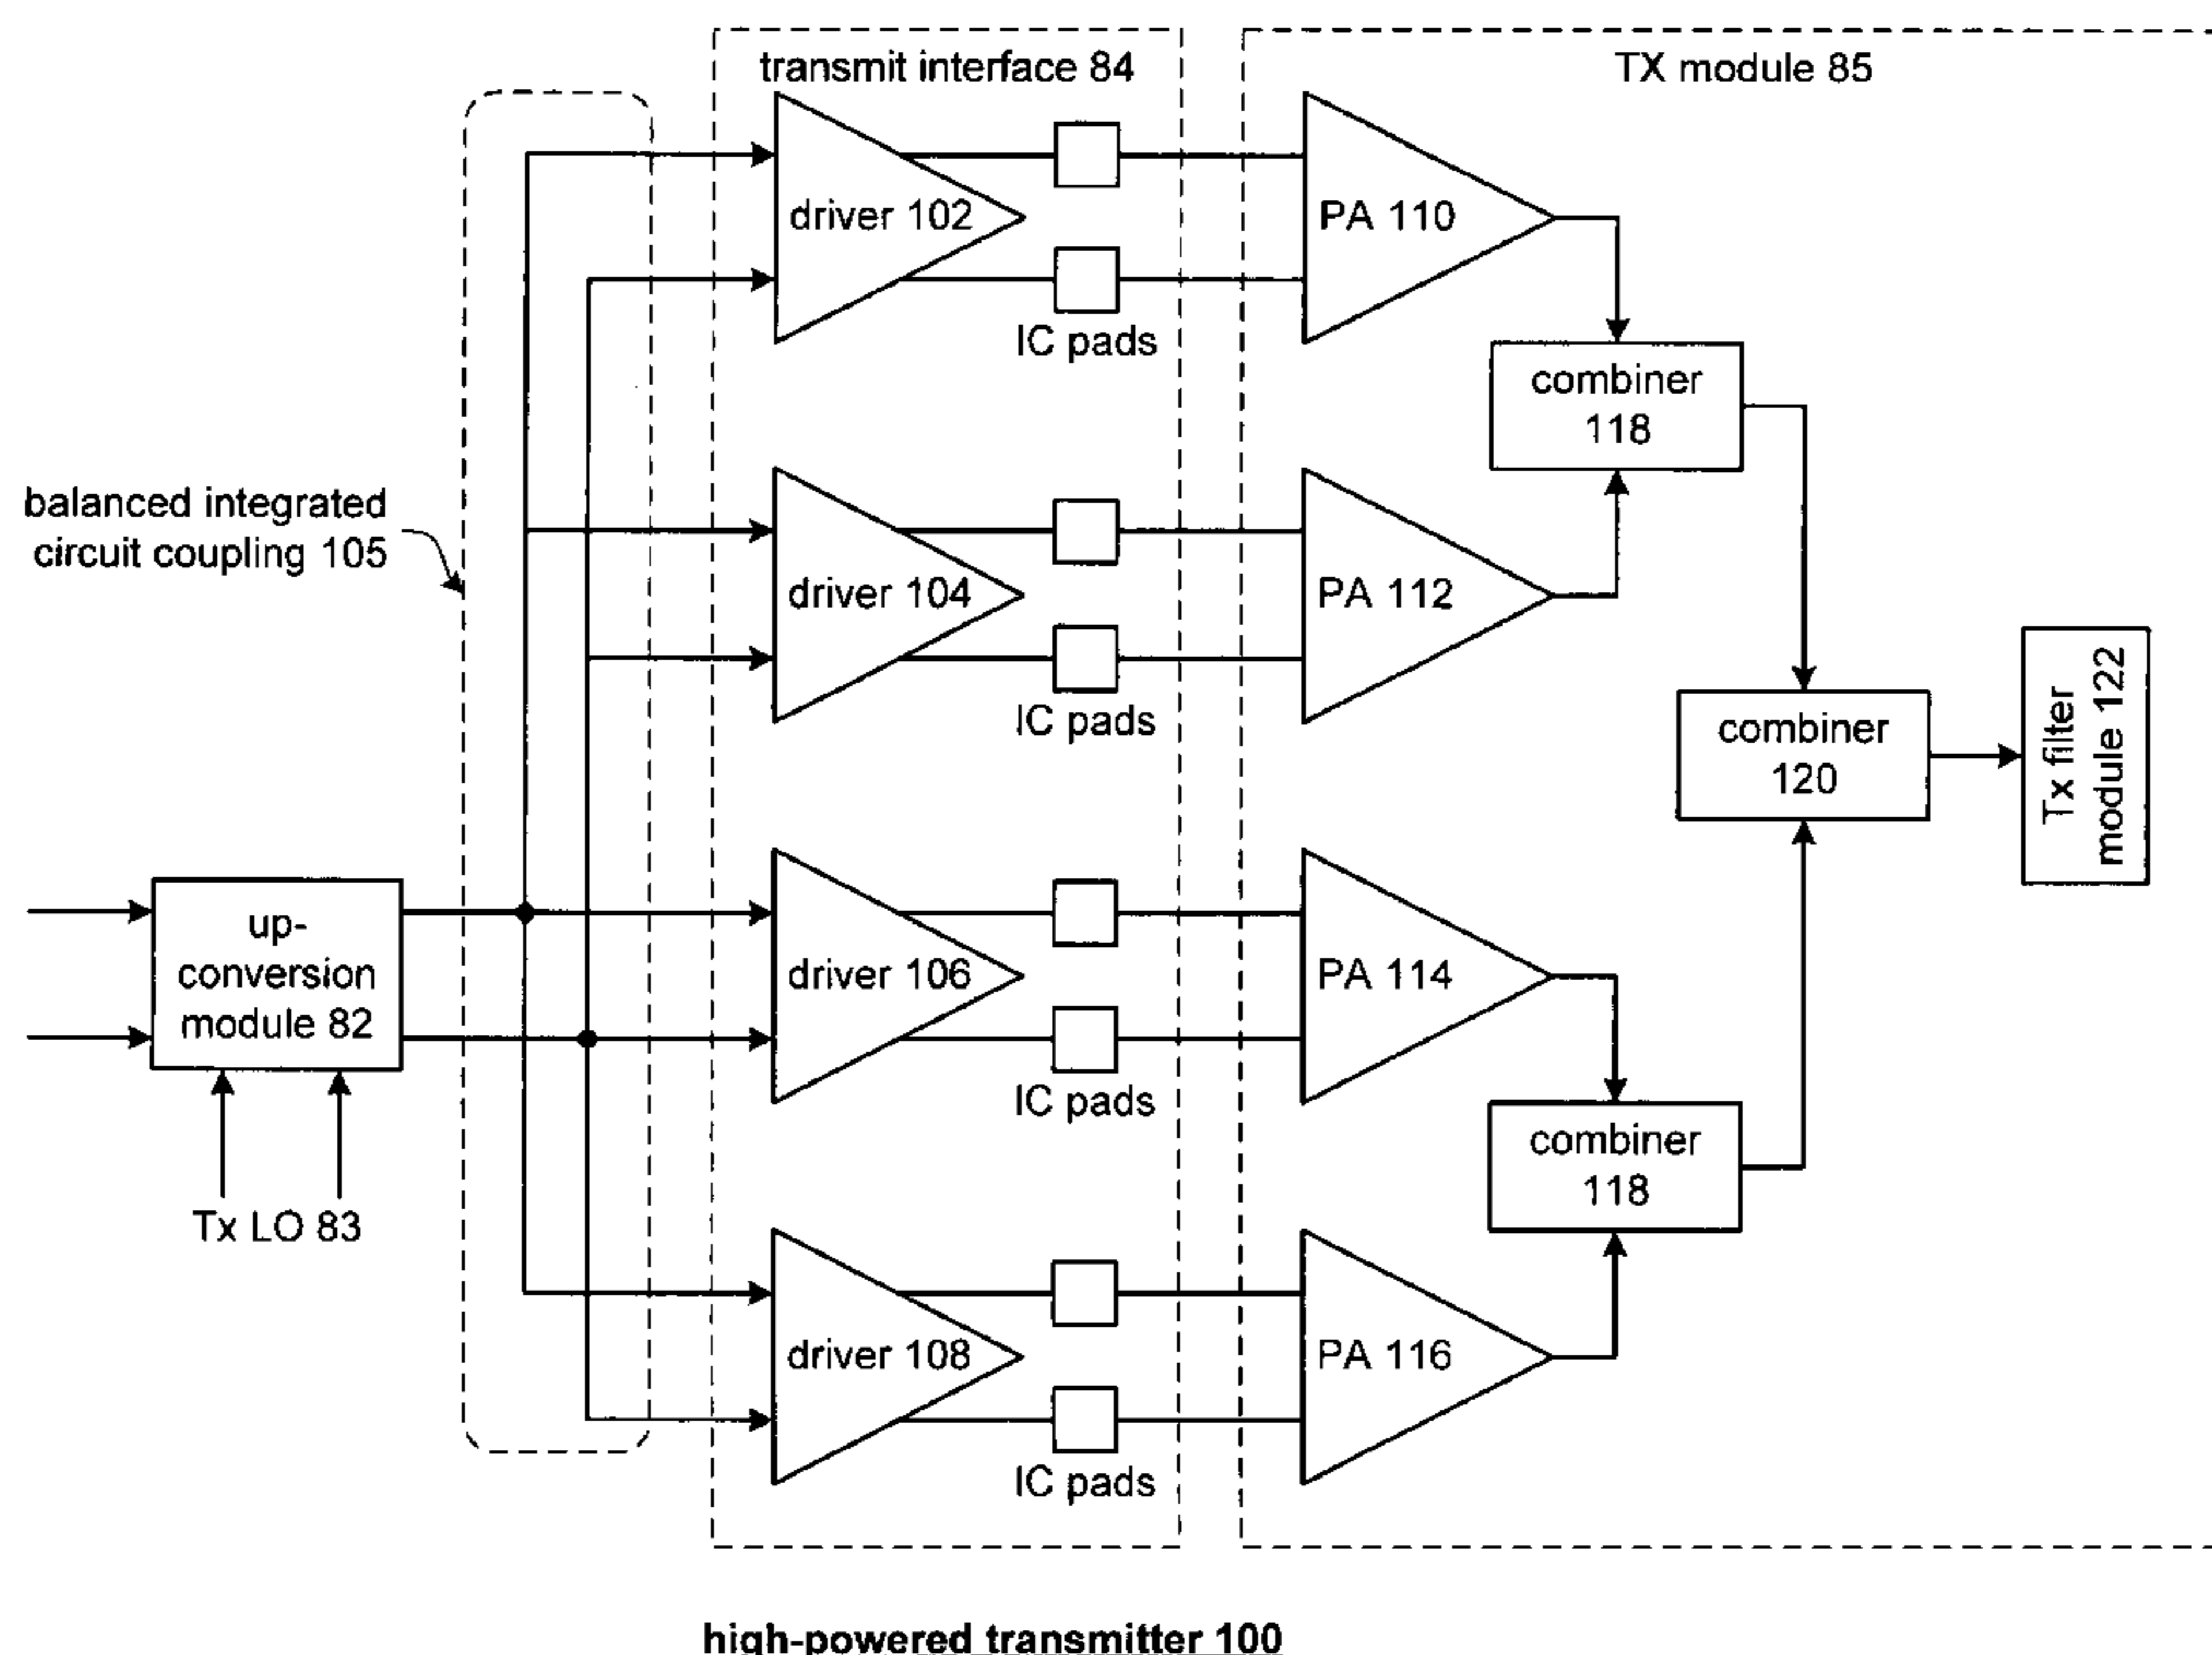 transmit interface 84
TX module 85
driver 102
PA 110
IC pads
combiner
118
balanced integrated
circuit coupling 105
driver 104
PA 112
IC pads
combiner
120
Tx filter
module 122
up-
conversion
module 82
driver 106
PA 114
IC pads
combiner
118
Tx LO 83
driver 108
PA 116
IC pads
high-powered transmitter 100